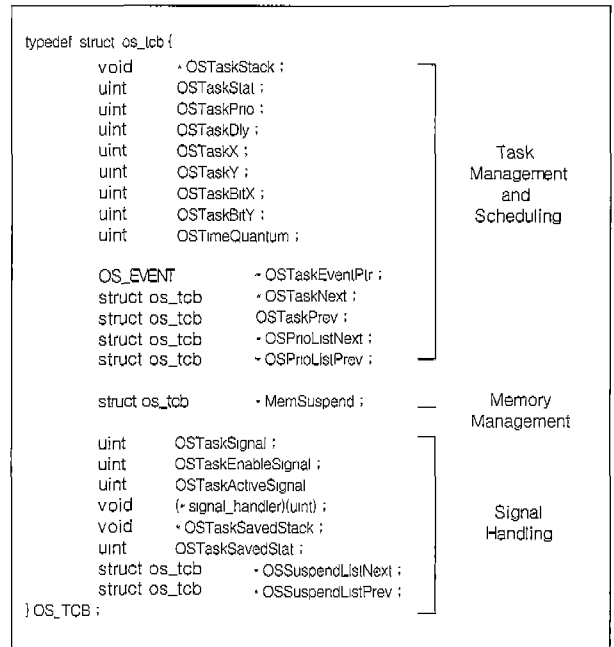 typedef struct os_tcb {
void * OSTaskStack ;
uint OSTaskStat ;
uint OSTaskPrio ;
uint OSTaskDly ;
uint OSTaskX ;
uint OSTaskY ;
uint OSTaskBitX ;
uint OSTaskBitY ;
uint OSTimeQuantum ;
OS_EVENT * OSTaskEventPtr ;
struct os_tcb * OSTaskNext ;
struct os_tcb OSTaskPrev ;
struct os_tcb * OSPrioListNext ;
struct os_tcb * OSPrioListPrev ;
Task
Management
and
Scheduling
struct os_tcb * MemSuspend ;
Memory
Management
uint OSTaskSignal ;
uint OSTaskEnableSignal ;
uint OSTaskActiveSignal
void (* signal_handler)(uint) ;
void * OSTaskSavedStack ;
uint OSTaskSavedStat ;
struct os_tcb * OSSuspendListNext ;
struct os_tcb * OSSuspendListPrev ;
Signal
Handling
} OS_TCB ;